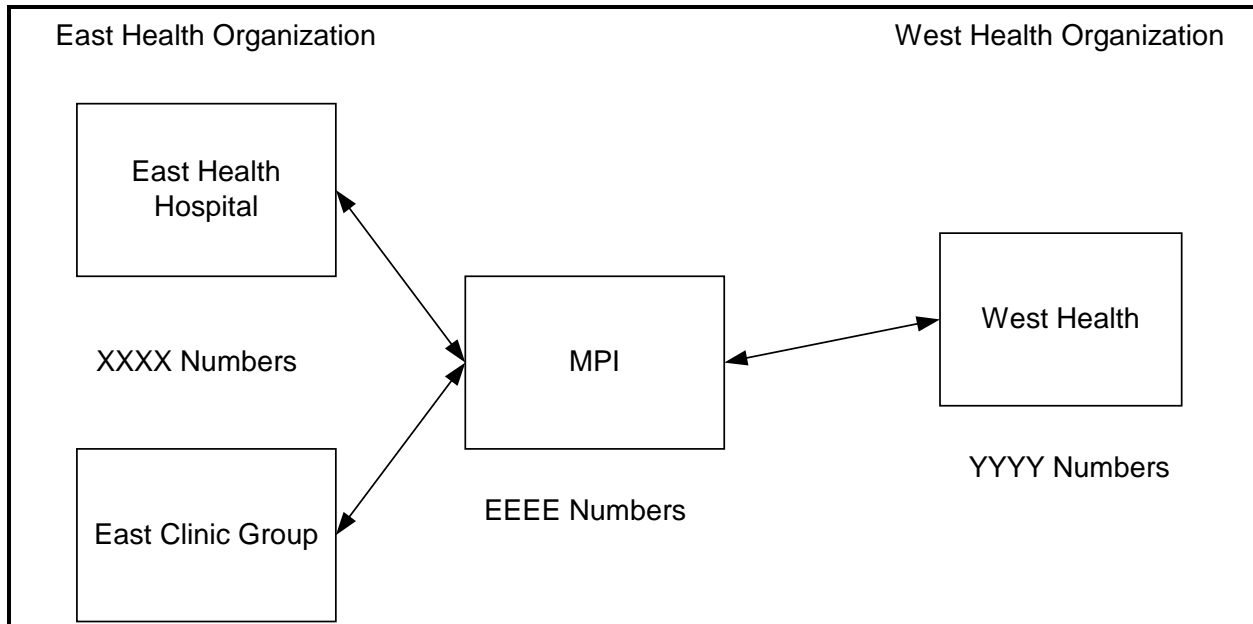 East Health Organization
West Health Organization
East Health
Hospital
XXXX Numbers
East Clinic Group
MPI
EEEE Numbers
West Health
YYYY Numbers